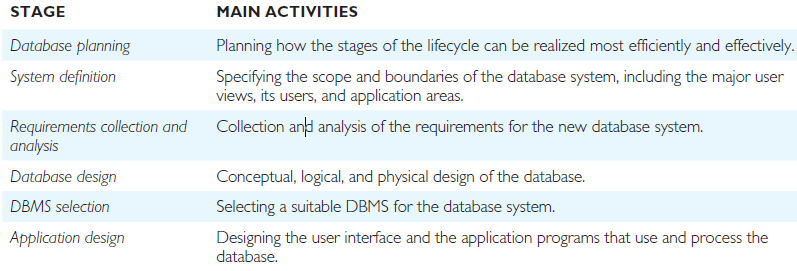 STAGE MAIN ACTIVITIES
Database planning Planning how the stages of the lifecycle can be realized most efficiently and effectively.
System definition Specifying the scope and boundaries of the database system, including the major user
views, its users, and application areas.
Requirements collection and Collection and analysis of the requirements for the new database system.
analysis
Database design Conceptual, logical, and physical design of the database.
DBMS selection Selecting a suitable DBMS for the database system.
Application design Designing the user interface and the application programs that use and process the
database.